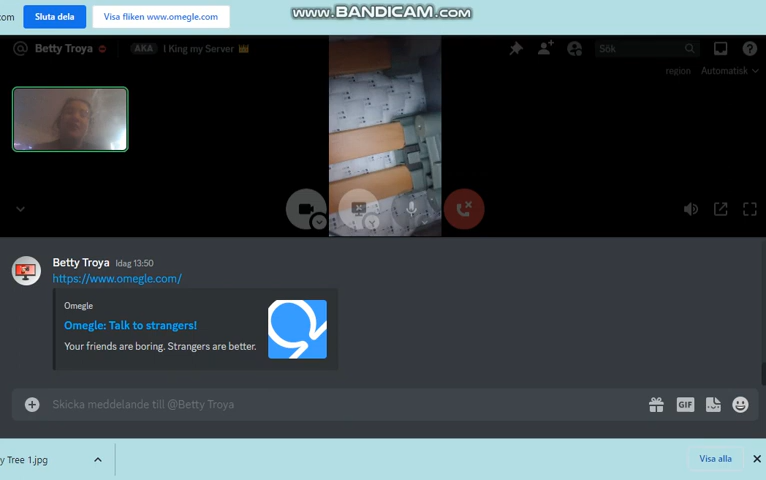 com Sluta dela Visa fliken www.omegle.com
www.BANDICAM.com
Betty Troya AKA I King my Server
Sök
region Automatisk
Betty Troya Idag 13:50
https://www.omegle.com/
Omegle
Omegle: Talk to strangers!
Your friends are boring. Strangers are better.
Skicka meddelande till @Betty Troya
GIF
y Tree 1.jpg
Visa alla